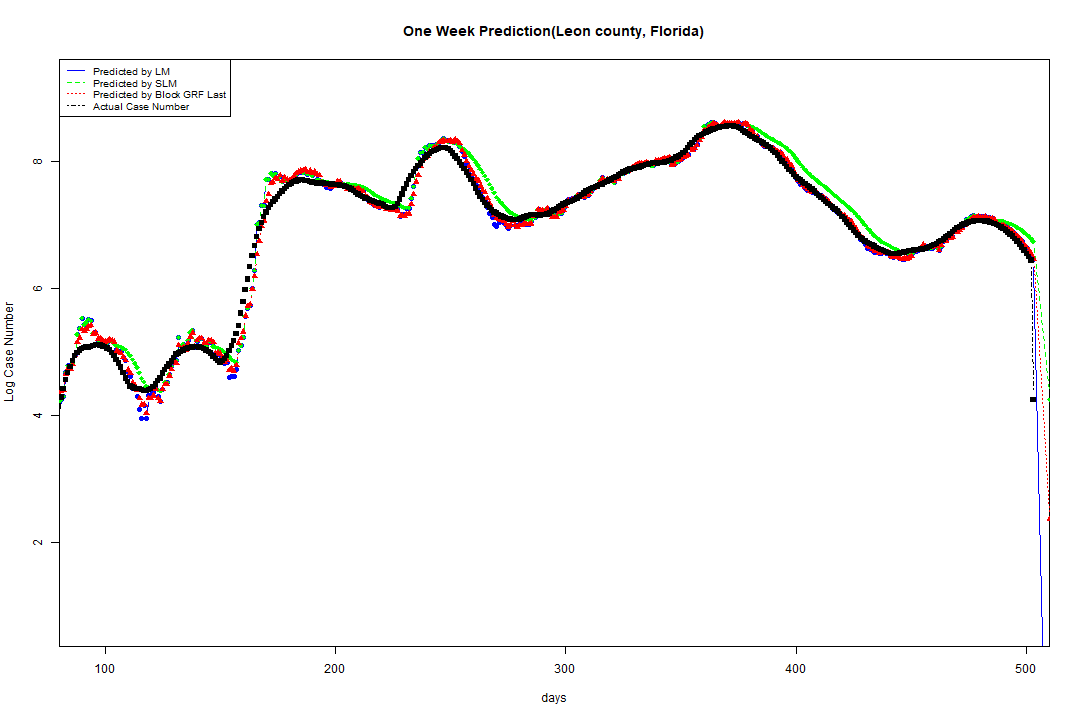 One Week Prediction(Leon county, Florida)
Predicted by LM
Predicted by SLM
Predicted by Block GRF Last
Actual Case Number
Log Case Number
8
6
4
2
100 200 300 400 500
days